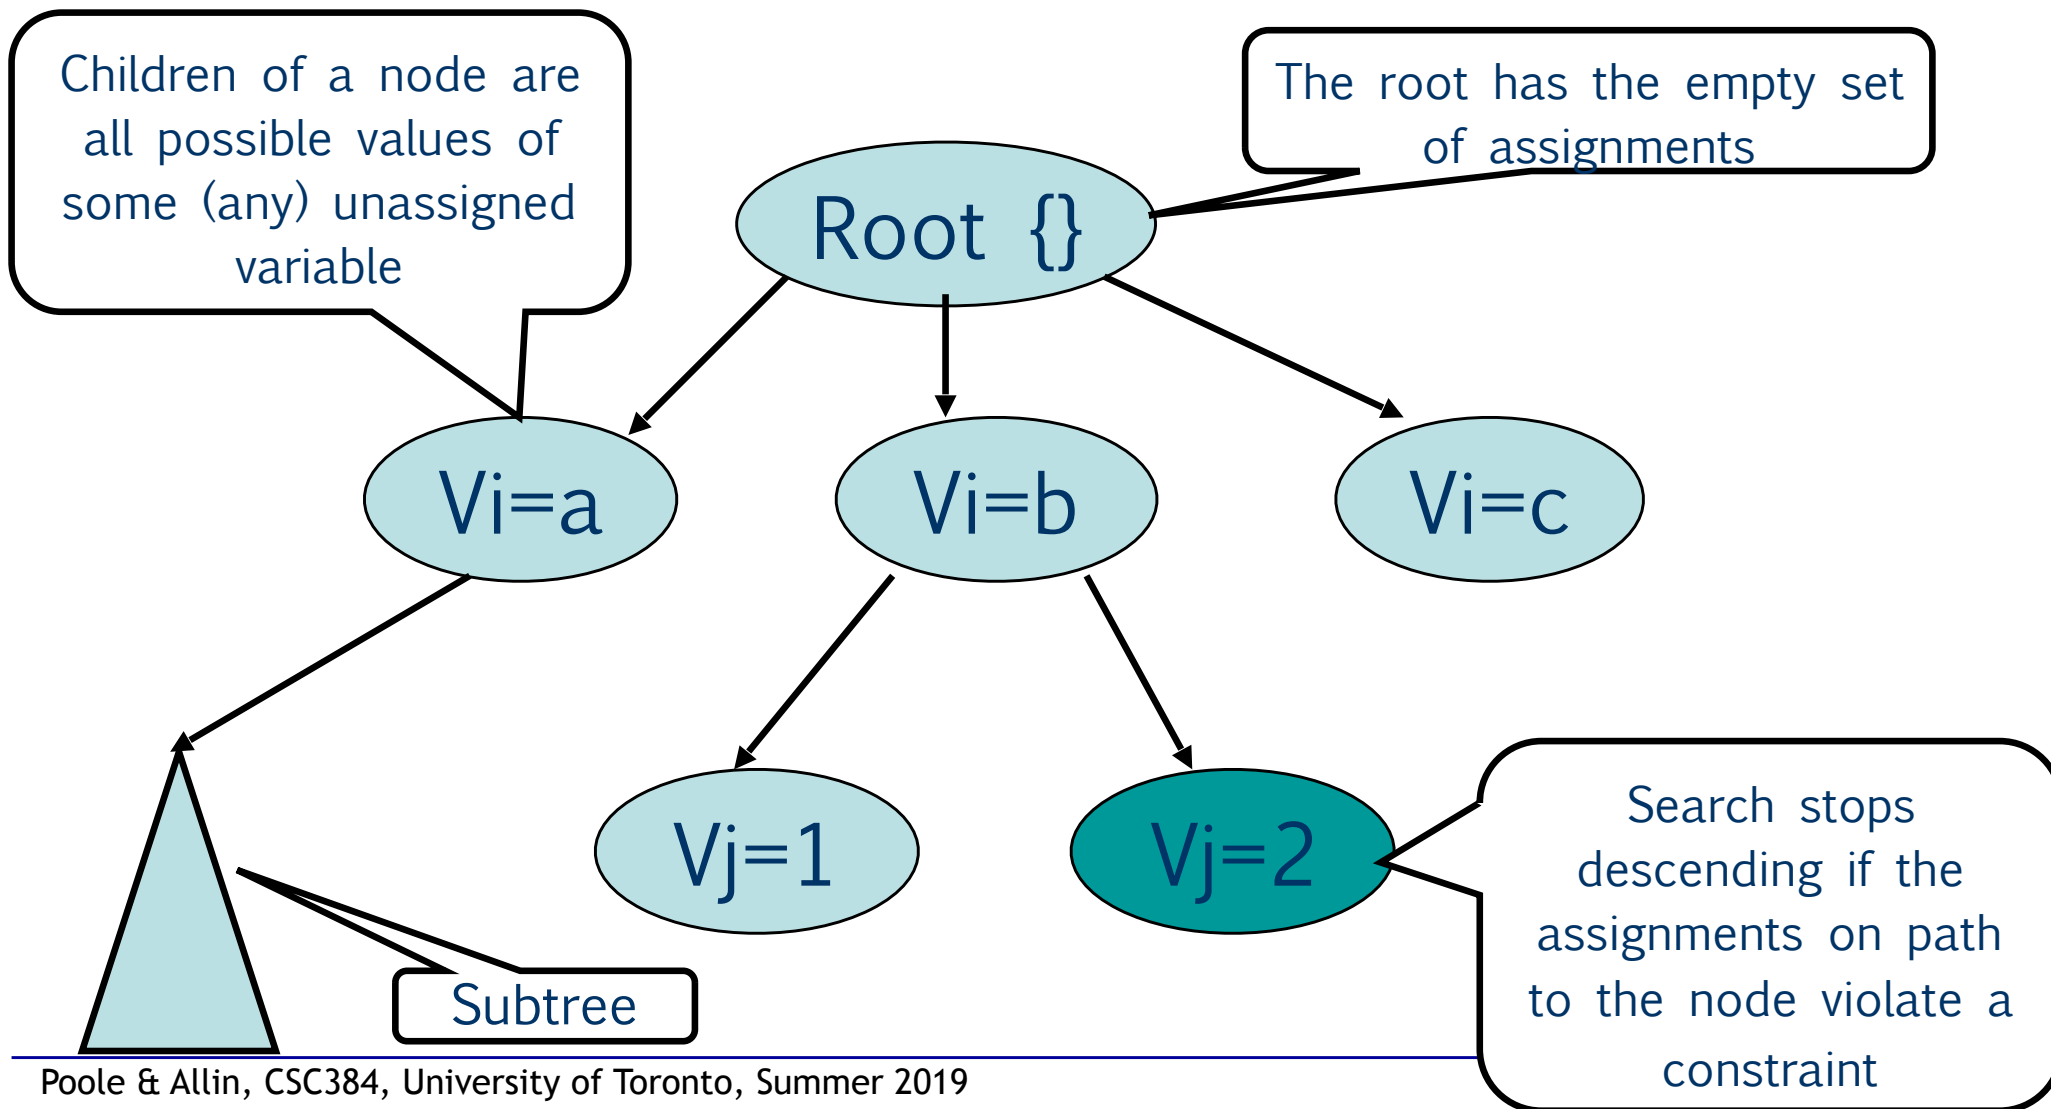 Children of a node are
all possible values of
some (any) unassigned
variable
The root has the empty set
of assignments
Root {}
Vi=a
Vi=b
Vi=c
Vj=1
Vj=2
Search stops
descending if the
assignments on path
to the node violate a
constraint
Subtree
Poole & Allin, CSC384, University of Toronto, Summer 2019